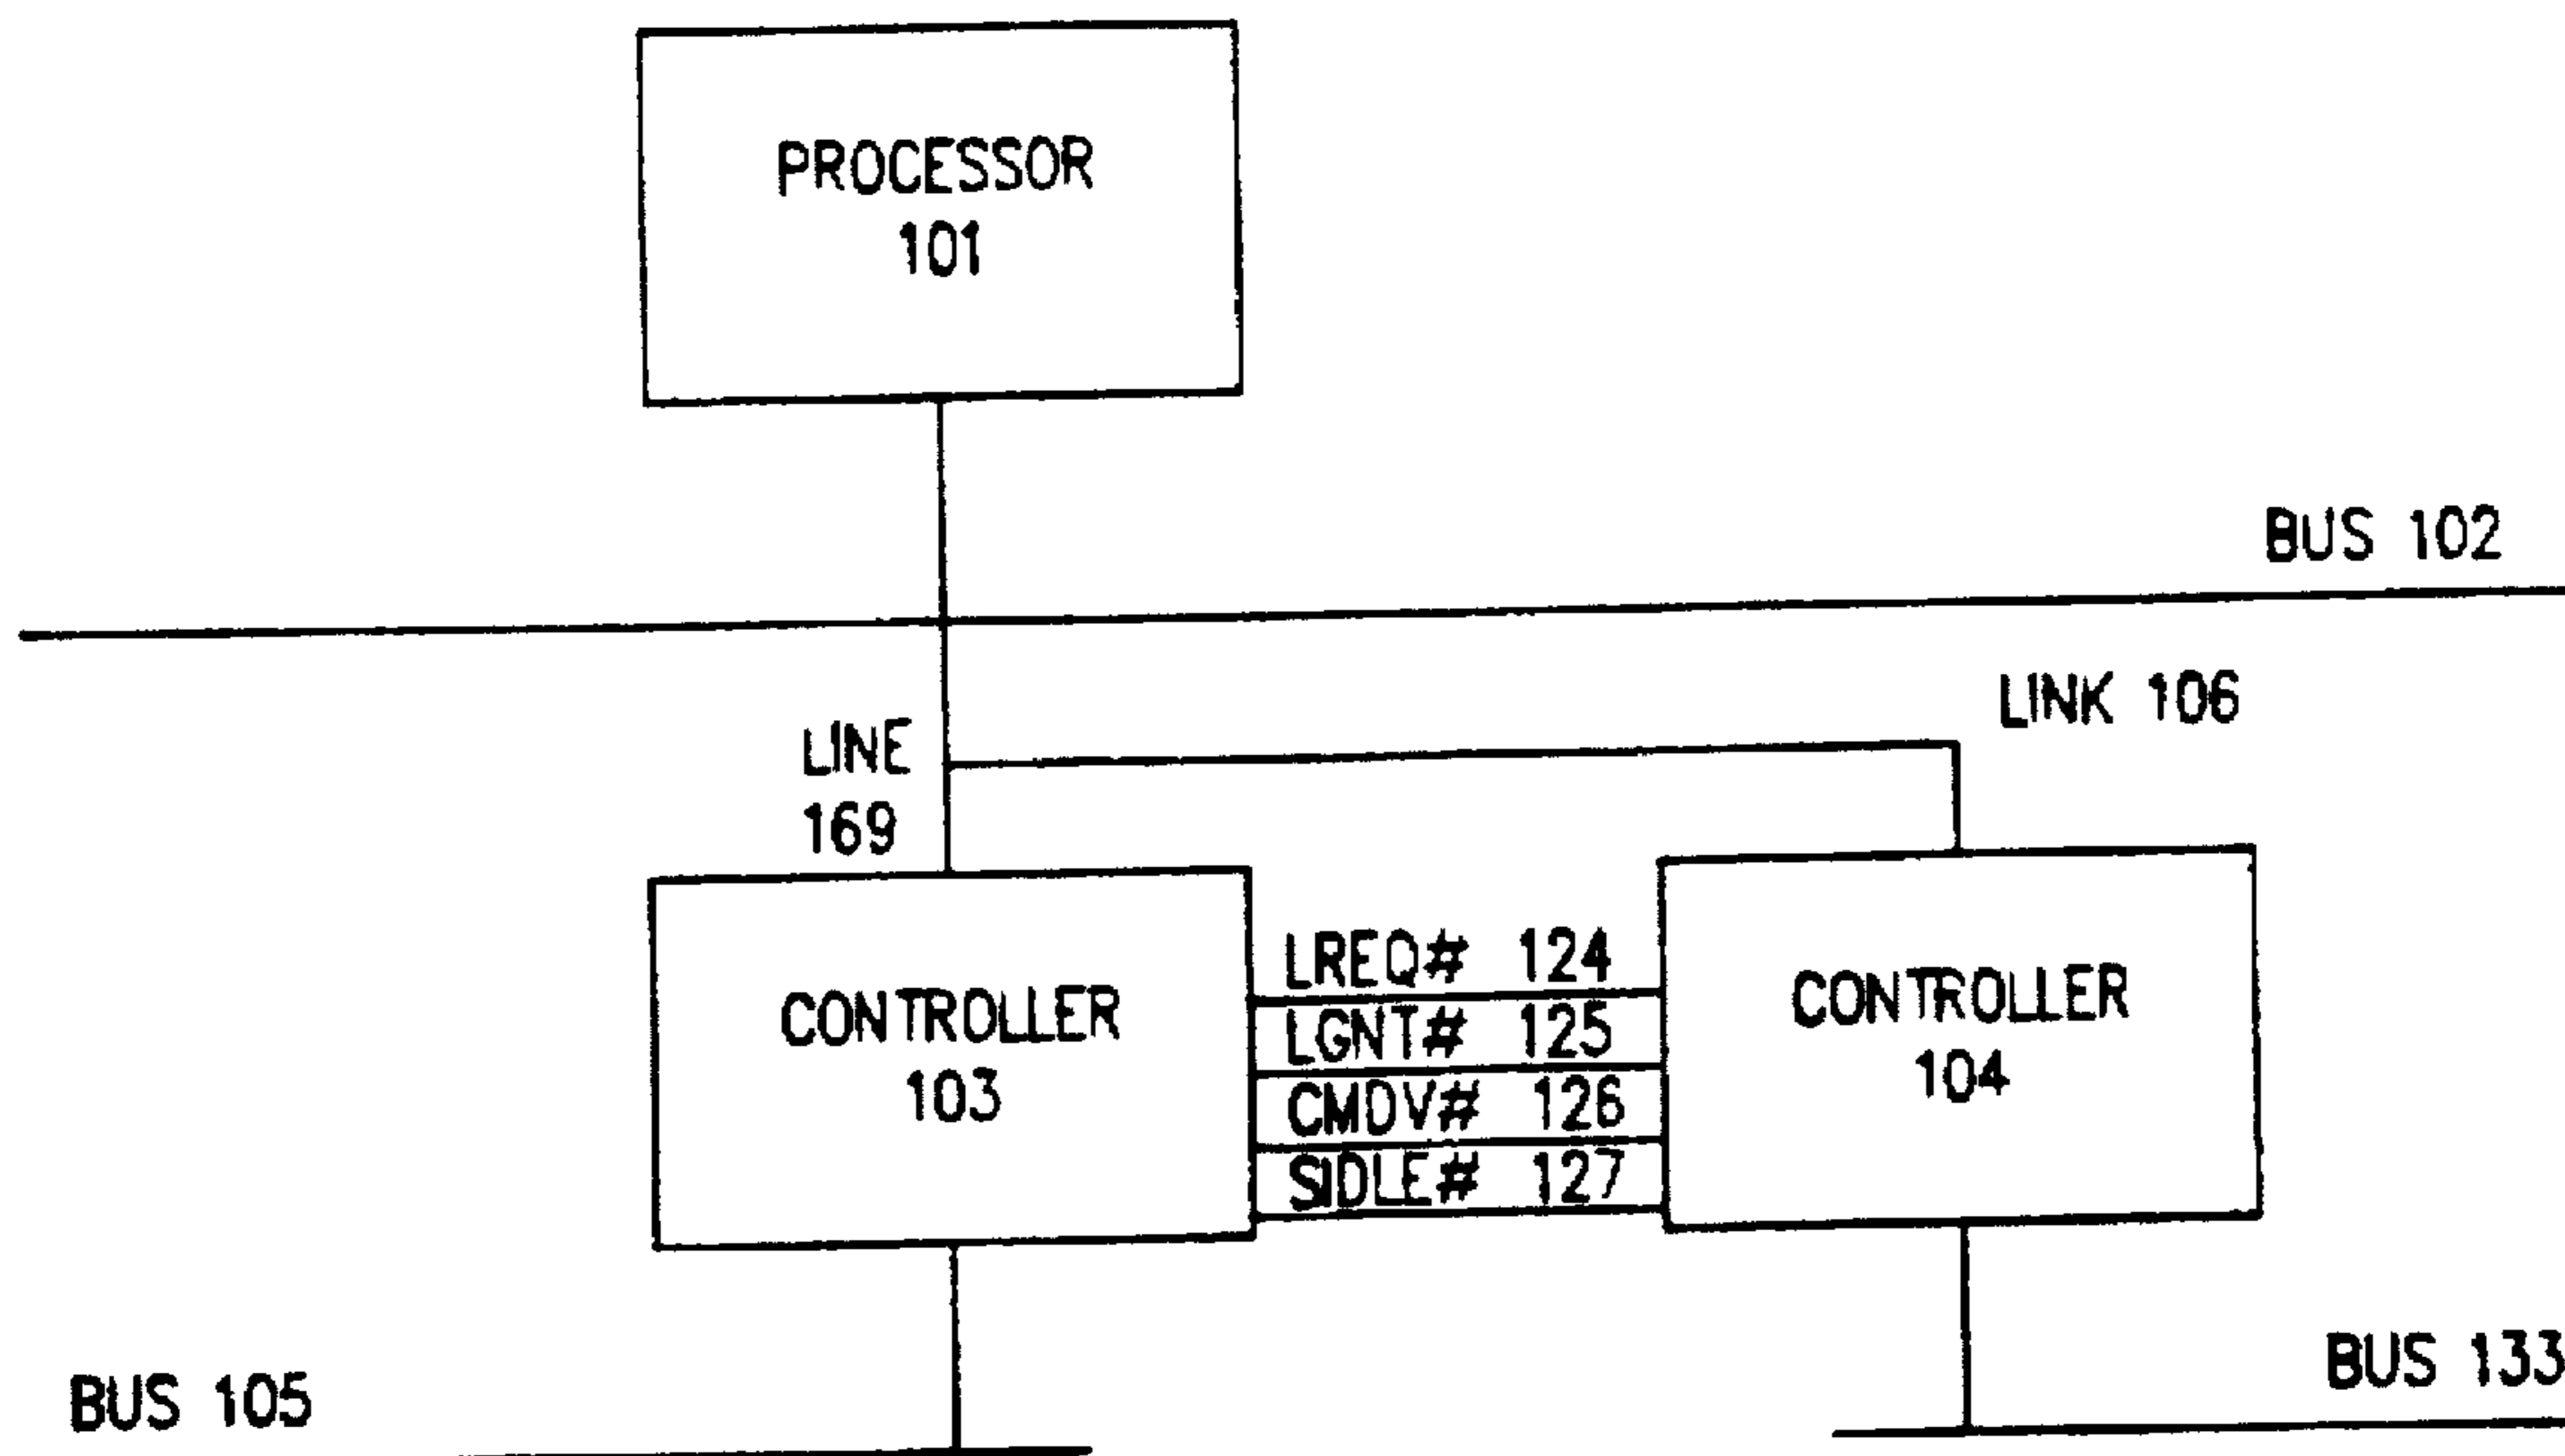 PROCESSOR
101
BUS 102
LINK 106
LINE
169
CONTROLLER
103
LREQ# 124
LGNT# 125
CMDV# 126
SIDLE# 127
CONTROLLER
104
BUS 105
BUS 133